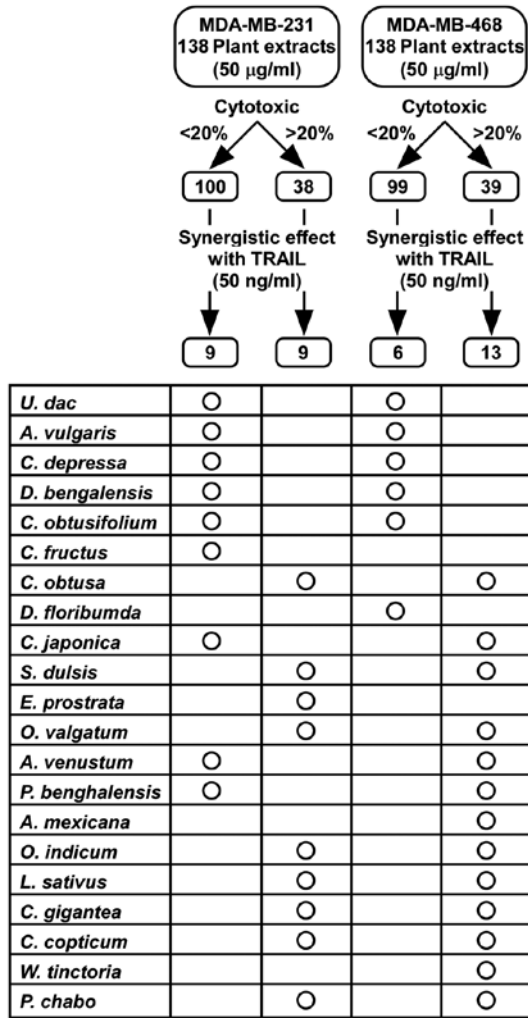 MDA-MB-231
138 Plant extracts
(50 µg/ml)
MDA-MB-468
138 Plant extracts
(50 µg/ml)
Cytotoxic
Cytotoxic
<20% >20% <20% >20%
100 38 99 39
Synergistic effect
with TRAIL
(50 ng/ml)
Synergistic effect
with TRAIL
(50 ng/ml)
9 9 6 13
U. dac
A. vulgaris
C. depressa
D. bengalensis
C. obtusifolium
C. fructus
C. obtusa
D. floribumda
C. japonica
S. dulsis
E. prostrata
O. valgatum
A. venustum
P. benghalensis
A. mexicana
O. indicum
L. sativus
C. gigantea
C. copticum
W. tinctoria
P. chabo